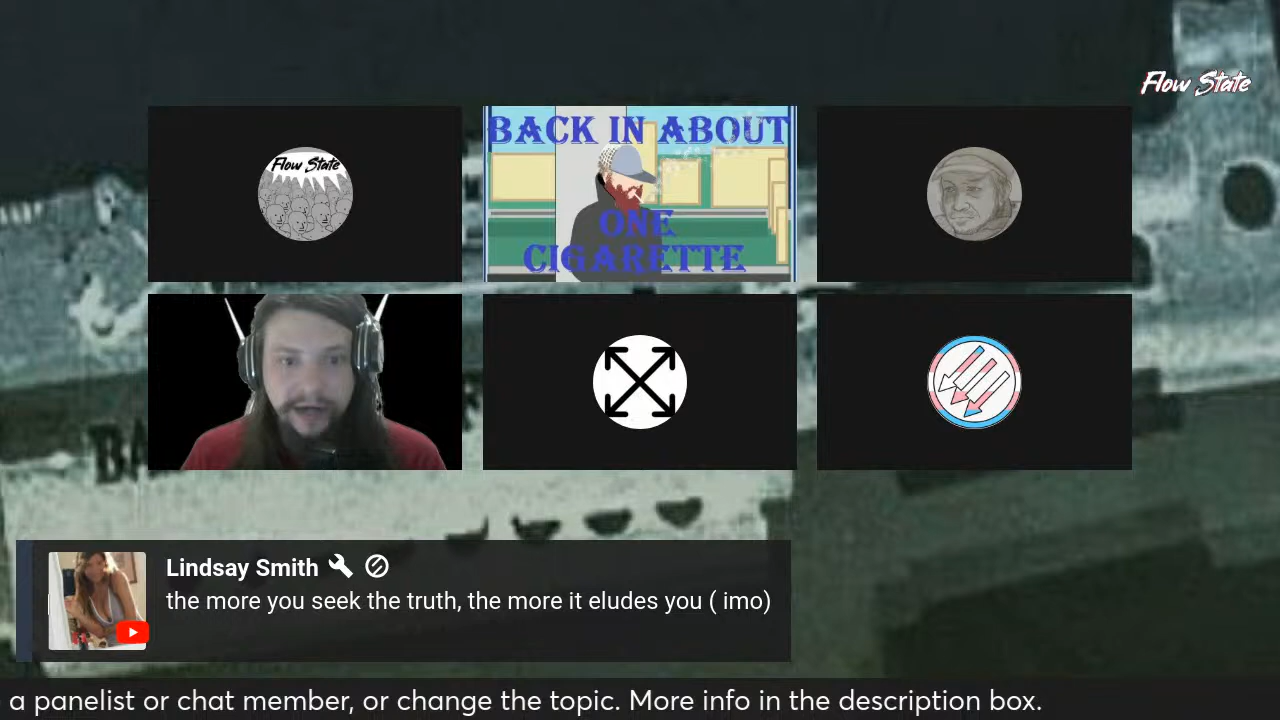 Flow State
Flow State
BACK IN ABOUT
ONE
CIGARETTE
BA
Lindsay Smith
the more you seek the truth, the more it eludes you ( imo)
a panelist or chat member, or change the topic. More info in the description box.